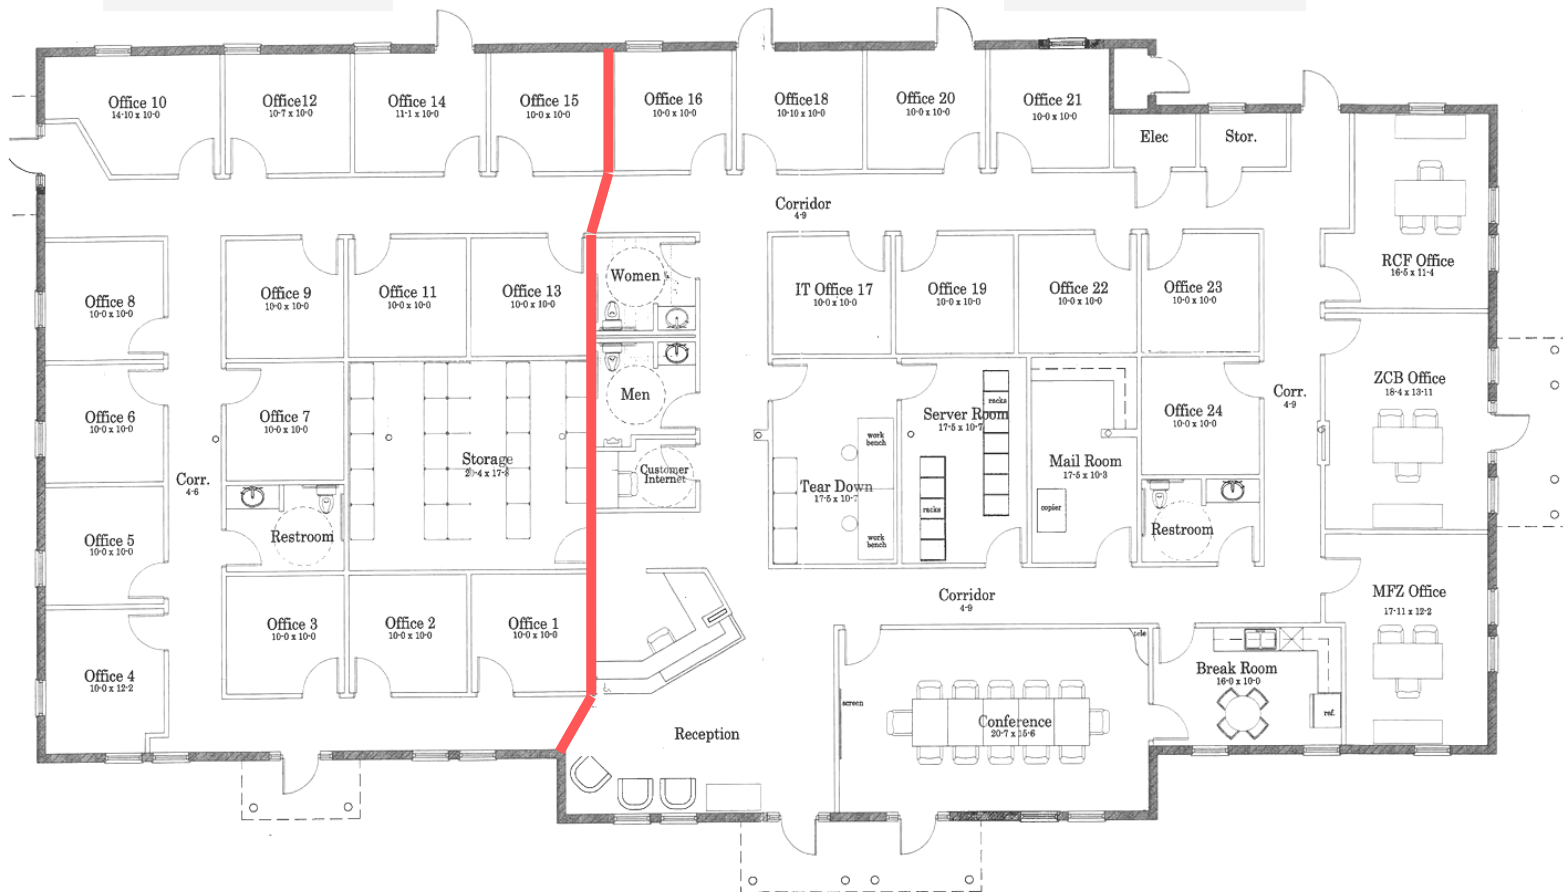 Office 10
14-10 x 10-0
Office12
10-7 x 10-0
Office 14
11-1 x 10-0
Office 15
10-0 x 10-0
Office 16
10-0 x 10-0
Office18
10-10 x 10-0
Office 20
10-0 x 10-0
Office 21
10-0 x 10-0
Elec
Stor.
Corridor
4-9
RCF Office
16-5 x 11-4
Office 8
10-0 x 10-0
Office 9
10-0 x 10-0
Office 11
10-0 x 10-0
Office 13
10-0 x 10-0
Women
IT Office 17
10-0 x 10-0
Office 19
10-0 x 10-0
Office 22
10-0 x 10-0
Office 23
10-0 x 10-0
Office 6
10-0 x 10-0
Office 7
10-0 x 10-0
Men
Server Room
17-5 x 10-7
racks
Office 24
10-0 x 10-0
Corr.
4-9
ZCB Office
18-4 x 13-11
Corr.
4-6
Storage
x 17-8
Customer
Internet
work
bench
Tear Down
17-5 x 10-7
Mail Room
17-5 x 10-3
racks
copier
Office 5
10-0 x 10-0
Restroom
work
bench
Restroom
Office 3
10-0 x 10-0
Office 2
10-0 x 10-0
Office 1
10-0 x 10-0
Corridor
4-9
MFZ Office
17-11 x 12-2
Office 4
10-0 x 12-2
Break Room
16-0 x 10-0
screen
Conference
20-7 x 15-6
ref.
Reception